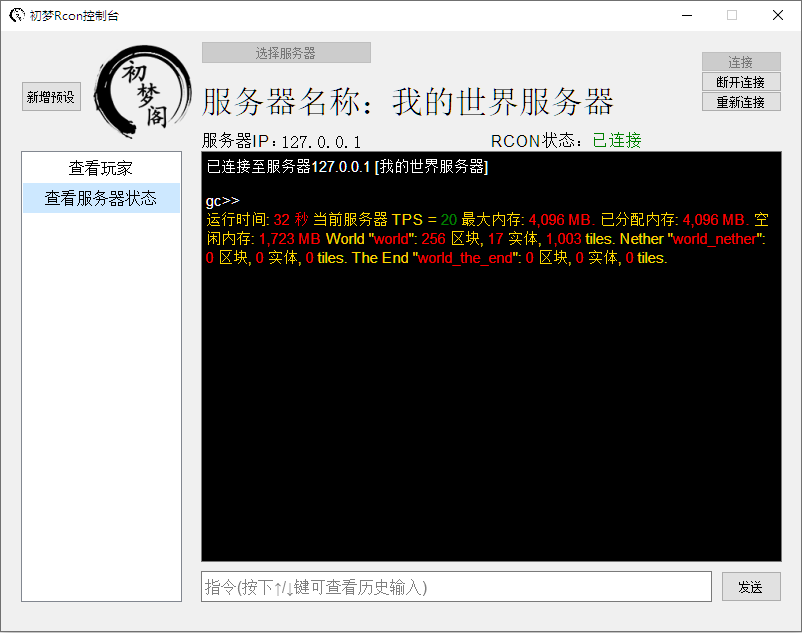 初梦Rcon控制台
选择服务器
连接
断开连接
重新连接
新增预设
初梦阁
服务器名称：我的世界服务器
服务器IP：127.0.0.1
RCON状态：已连接
查看玩家
查看服务器状态
已连接至服务器127.0.0.1 [我的世界服务器]
gc>>
运行时间: 32 秒 当前服务器 TPS = 20 最大内存: 4,096 MB. 已分配内存: 4,096 MB. 空
闲内存: 1,723 MB World "world": 256 区块, 17 实体, 1,003 tiles. Nether "world_nether":
0 区块, 0 实体, 0 tiles. The End "world_the_end": 0 区块, 0 实体, 0 tiles.
指令(按下↑/↓键可查看历史输入)
发送